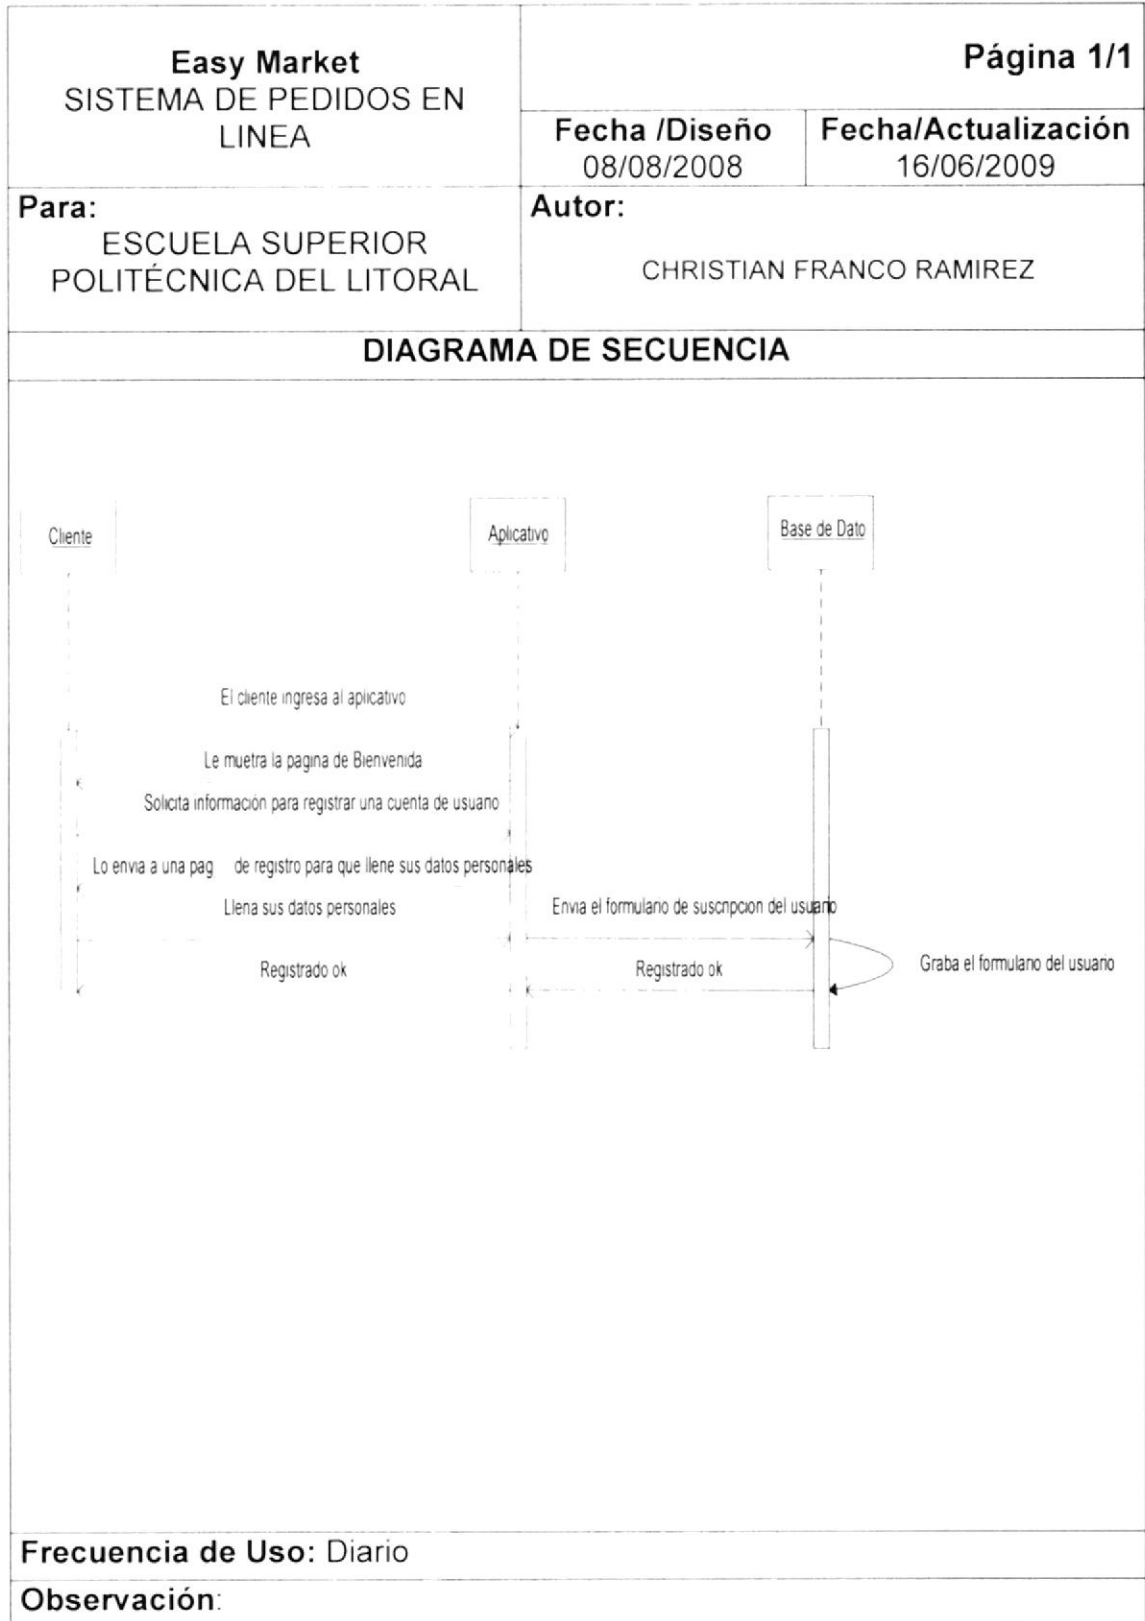 Easy Market
SISTEMA DE PEDIDOS EN
LINEA
Página 1/1
Fecha /Diseño
08/08/2008
Fecha/Actualización
16/06/2009
Para:
ESCUELA SUPERIOR
POLITÉCNICA DEL LITORAL
Autor:
CHRISTIAN FRANCO RAMIREZ
DIAGRAMA DE SECUENCIA
Cliente
Aplicativo
Base de Dato
El cliente ingresa al aplicativo
Le muetra la pagina de Bienvenida
Solicita información para registrar una cuenta de usuario
Lo envia a una pag de registro para que llene sus datos personales
Llena sus datos personales
Envia el formulario de suscripcion del usuario
Registrado ok
Registrado ok
Graba el formulario del usuario
Frecuencia de Uso: Diario
Observación: